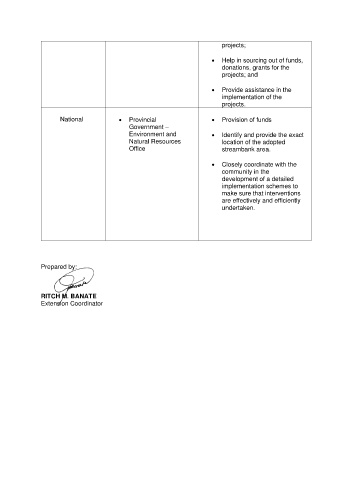 projects;
• Help in sourcing out of funds,
donations, grants for the
projects; and
• Provide assistance in the
implementation of the
projects.
National
• Provincial
Government –
Environment and
Natural Resources
Office
• Provision of funds
• Identify and provide the exact
location of the adopted
streambank area.
• Closely coordinate with the
community in the
development of a detailed
implementation schemes to
make sure that interventions
are effectively and efficiently
undertaken.
Prepared by:
RITCH M. BANATE
Extension Coordinator